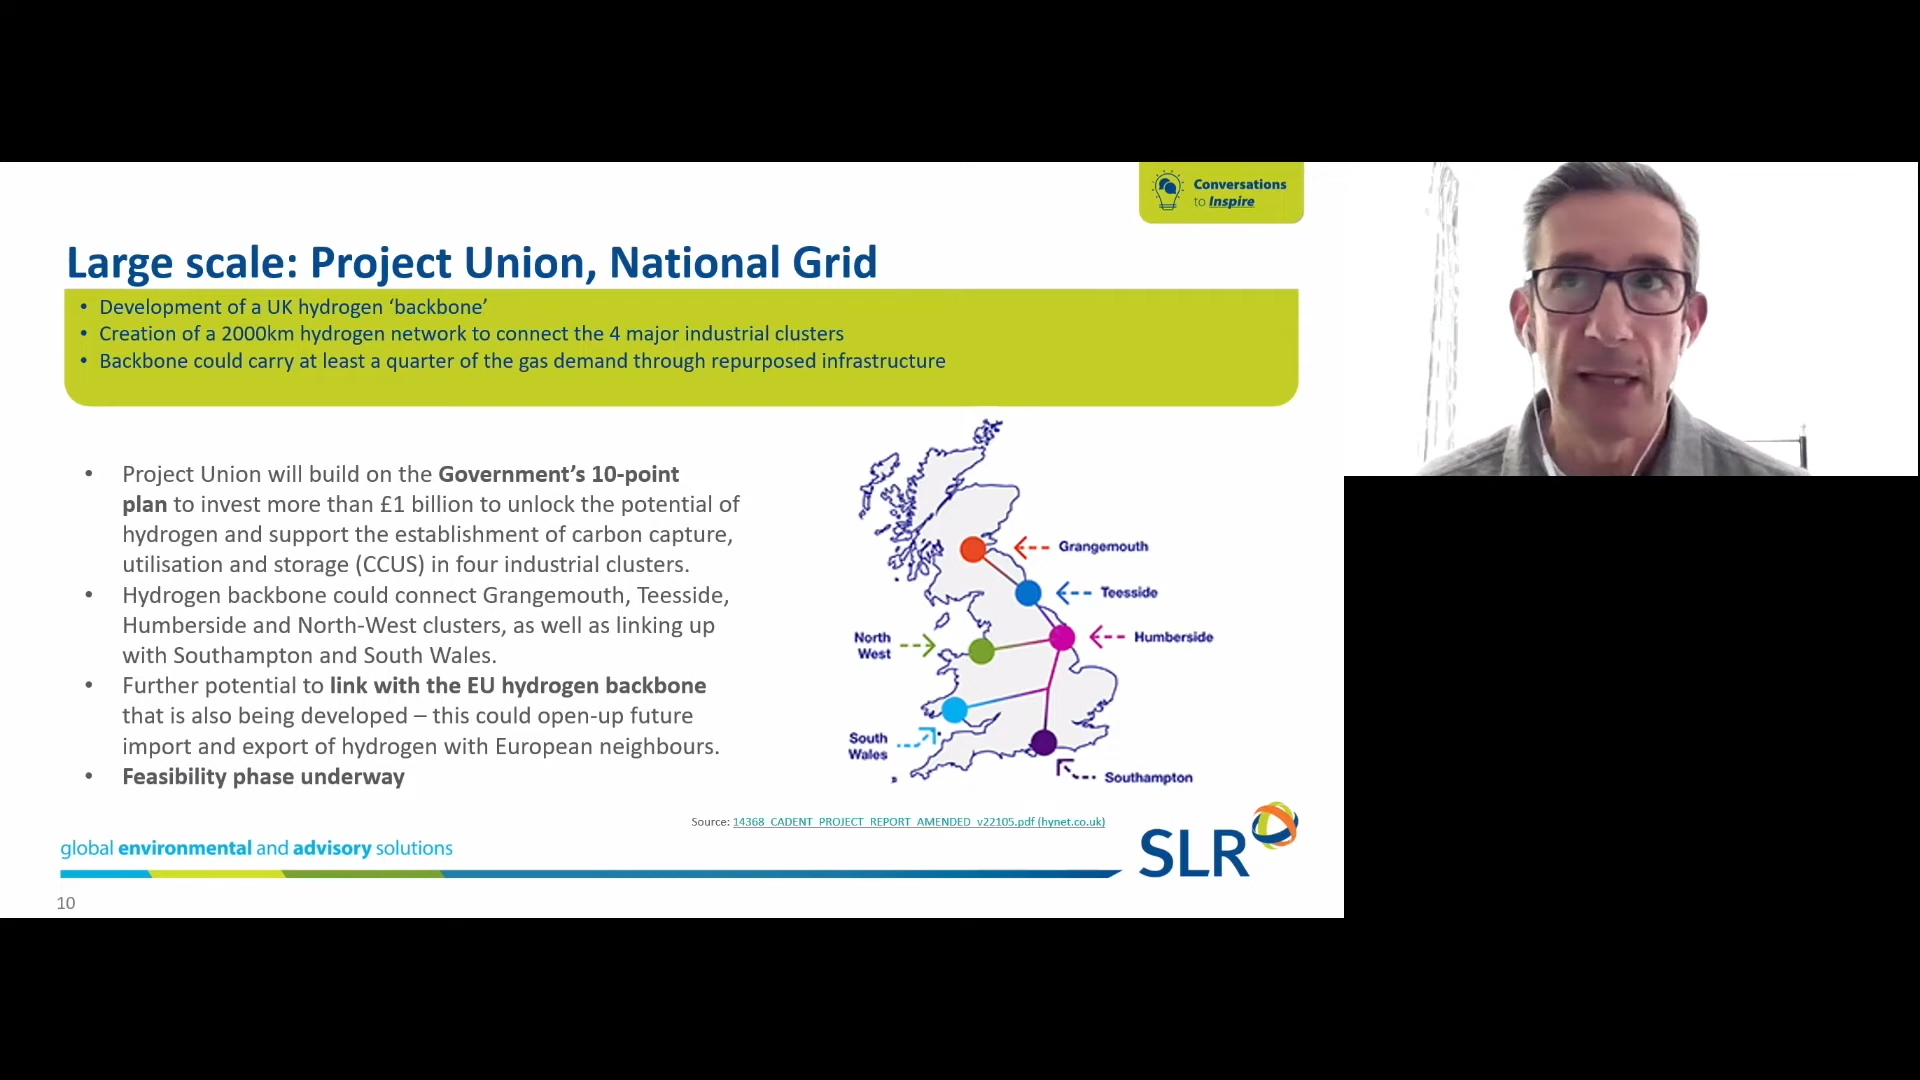 Conversations
to Inspire
Large scale: Project Union, National Grid
• Development of a UK hydrogen ‘backbone’
• Creation of a 2000km hydrogen network to connect the 4 major industrial clusters
• Backbone could carry at least a quarter of the gas demand through repurposed infrastructure
• Project Union will build on the Government’s 10-point
plan to invest more than £1 billion to unlock the potential of
hydrogen and support the establishment of carbon capture,
utilisation and storage (CCUS) in four industrial clusters.
• Hydrogen backbone could connect Grangemouth, Teesside,
Humberside and North-West clusters, as well as linking up
with Southampton and South Wales.
• Further potential to link with the EU hydrogen backbone
that is also being developed – this could open-up future
import and export of hydrogen with European neighbours.
• Feasibility phase underway
Grangemouth
Teesside
Humberside
North
West
South
Wales
Southampton
Source: 14368_CADENT_PROJECT_REPORT_AMENDED_v22105.pdf (hynet.co.uk)
global environmental and advisory solutions
SLR
10